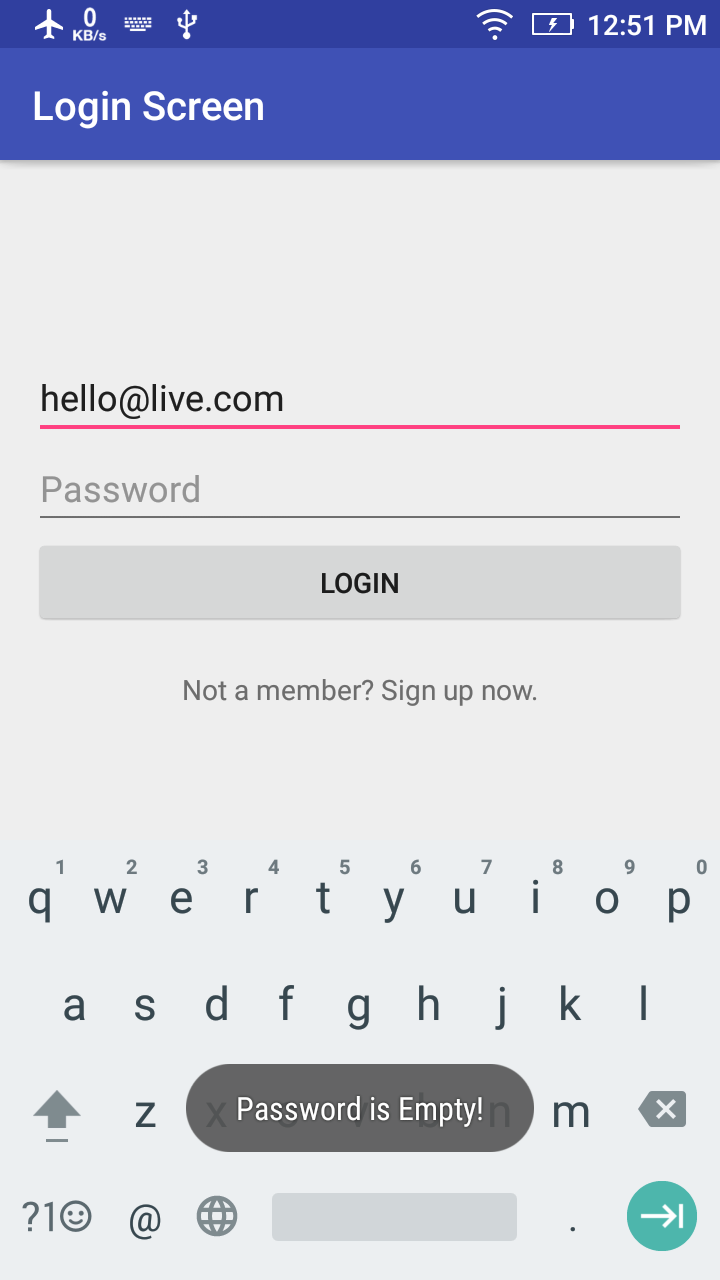 0
KB/s
12:51 PM
Login Screen
hello@live.com
Password
LOGIN
Not a member? Sign up now.
1 2 3 4 5 6 7 8 9 0
q w e r t y u i o p
a s d f g h j k l
z x c v b n m
Password is Empty!
?1☺ @ .